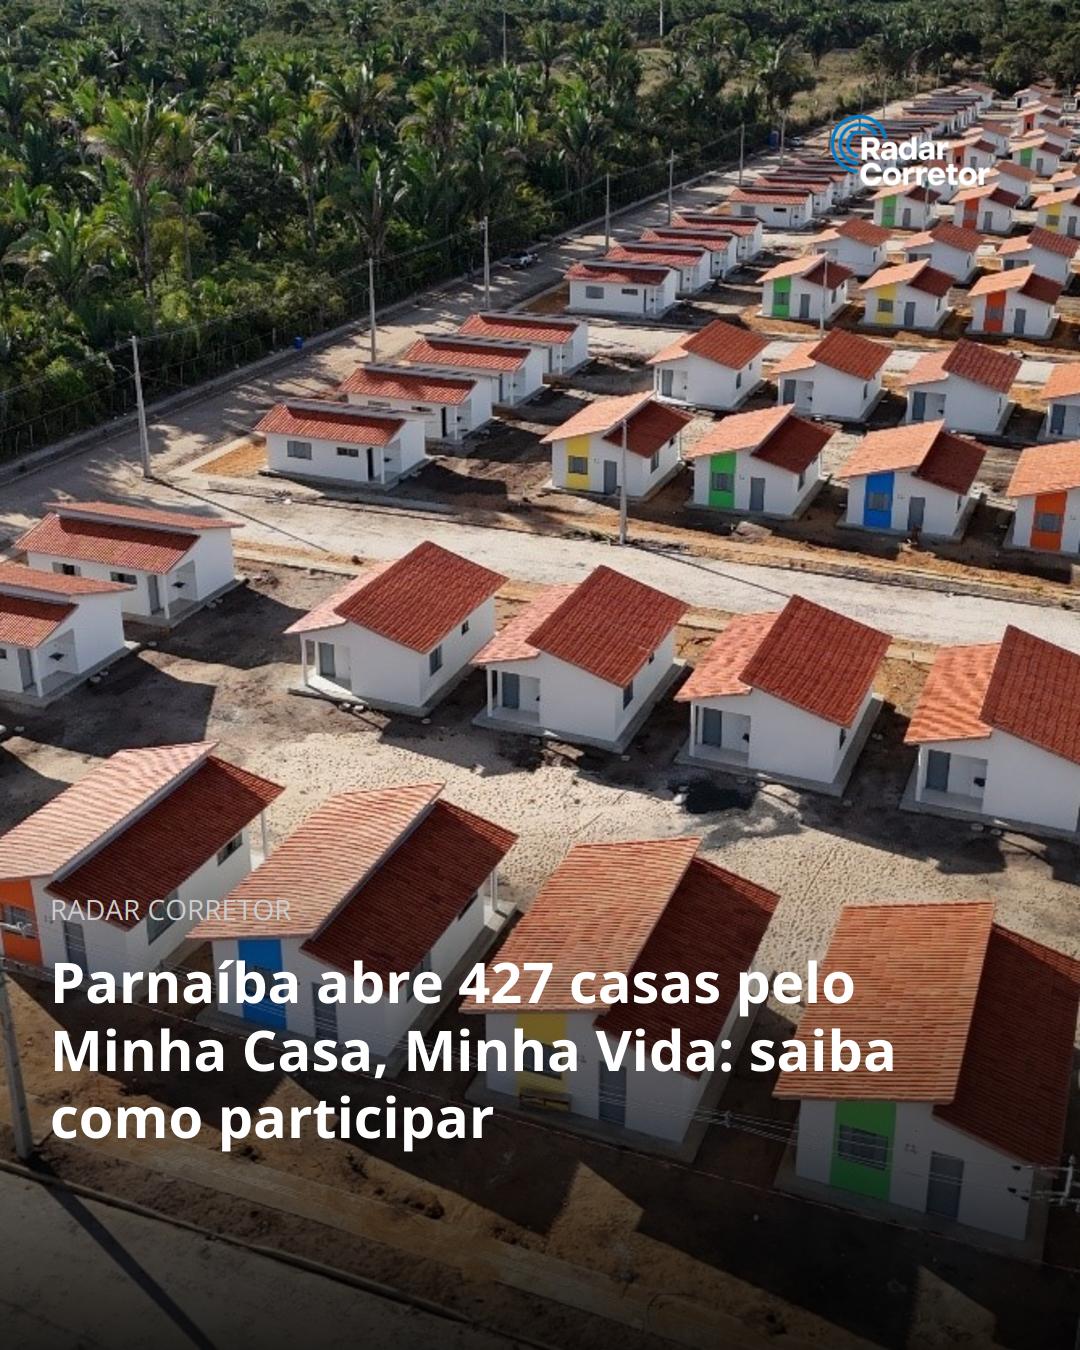 Radar
Corretor
RADAR CORRETOR
Parnaíba abre 427 casas pelo
Minha Casa, Minha Vida: saiba
como participar